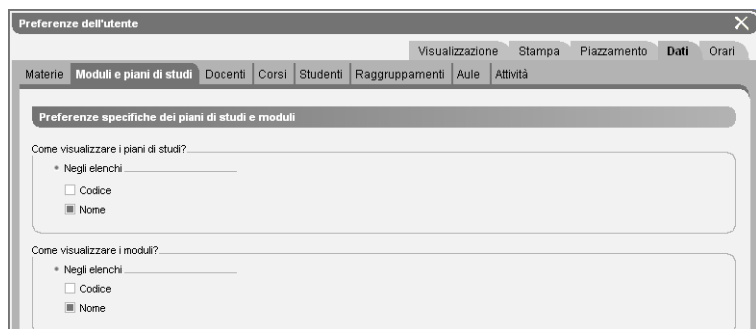 Preferenze dell'utente
Visualizzazione Stampa Piazzamento Dati Orari
Materie Moduli e piani di studi Docenti Corsi Studenti Raggruppamenti Aule Attività
Preferenze specifiche dei piani di studi e moduli
Come visualizzare i piani di studi?
Negli elenchi
Codice
Nome
Come visualizzare i moduli?
Negli elenchi
Codice
Nome